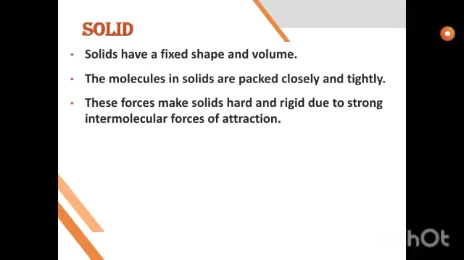 SOLID
• Solids have a fixed shape and volume.
• The molecules in solids are packed closely and tightly.
• These forces make solids hard and rigid due to strong
intermolecular forces of attraction.